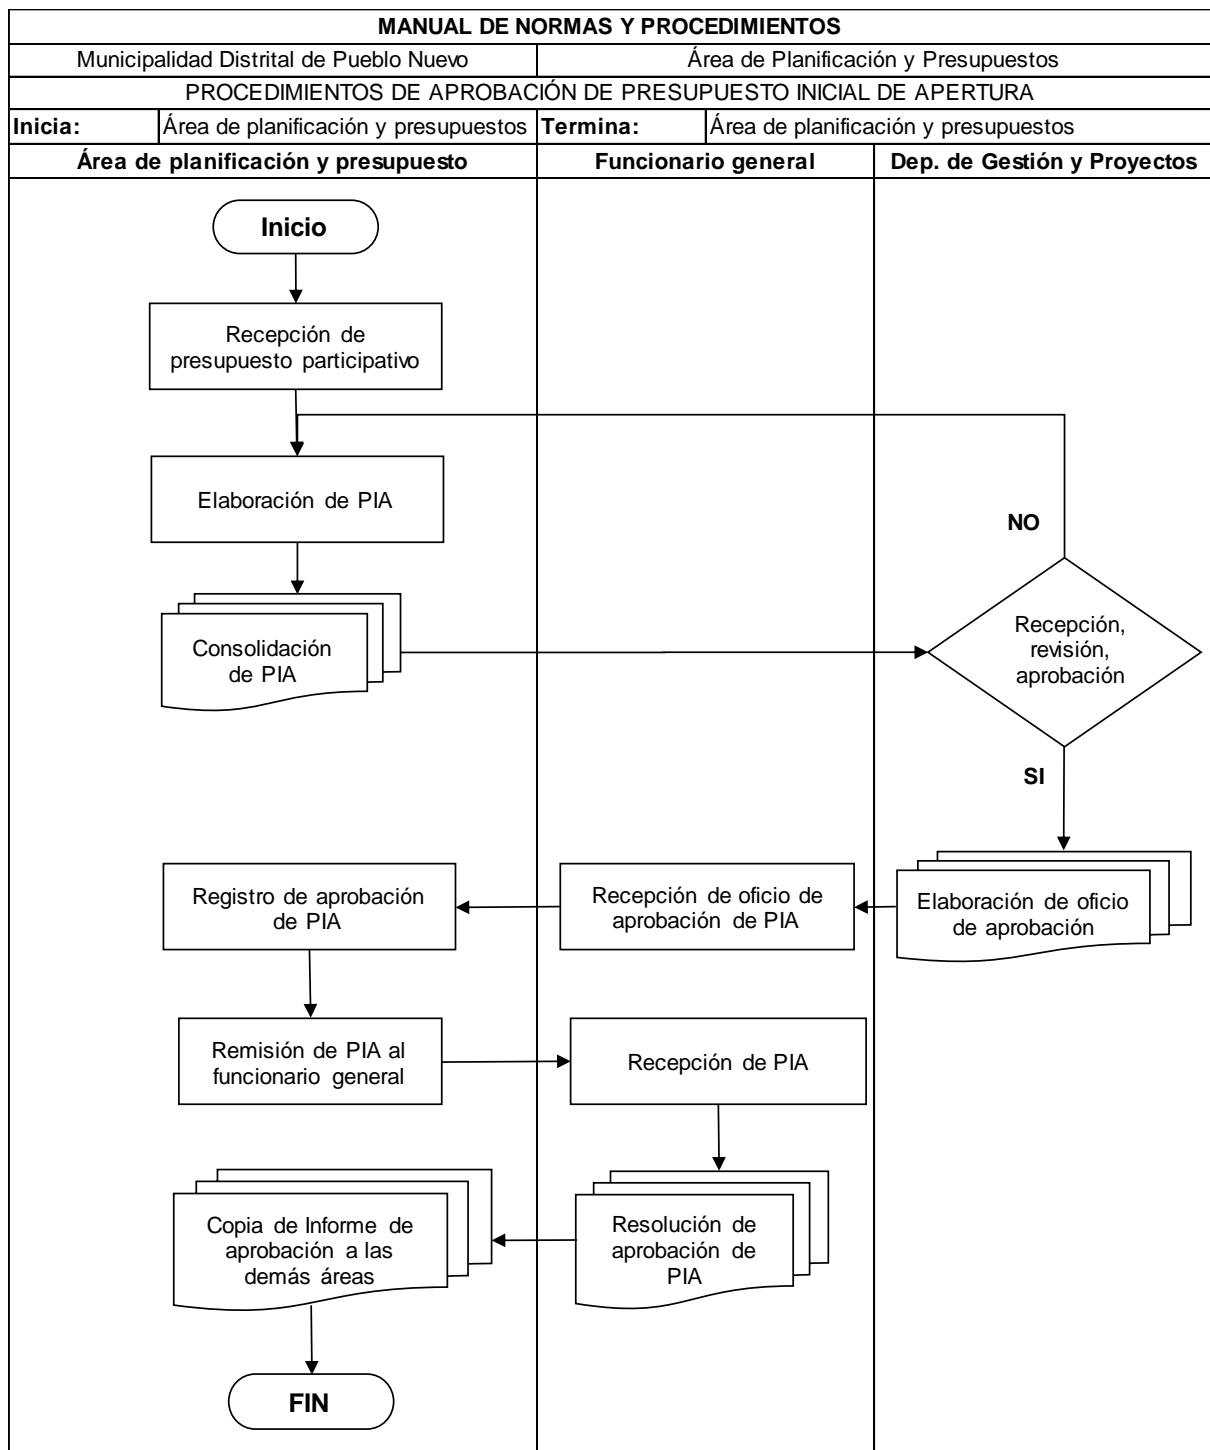 MANUAL DE NORMAS Y PROCEDIMIENTOS
Municipalidad Distrital de Pueblo Nuevo
Área de Planificación y Presupuestos
PROCEDIMIENTOS DE APROBACIÓN DE PRESUPUESTO INICIAL DE APERTURA
Inicia:
Área de planificación y presupuestos
Termina:
Área de planificación y presupuestos
Área de planificación y presupuesto
Funcionario general
Dep. de Gestión y Proyectos
Inicio
Recepción de
presupuesto participativo
Elaboración de PIA
NO
Consolidación
de PIA
Recepción,
revisión,
aprobación
SI
Registro de aprobación
de PIA
Recepción de oficio de
aprobación de PIA
Elaboración de oficio
de aprobación
Remisión de PIA al
funcionario general
Recepción de PIA
Copia de Informe de
aprobación a las
demás áreas
Resolución de
aprobación de
PIA
FIN